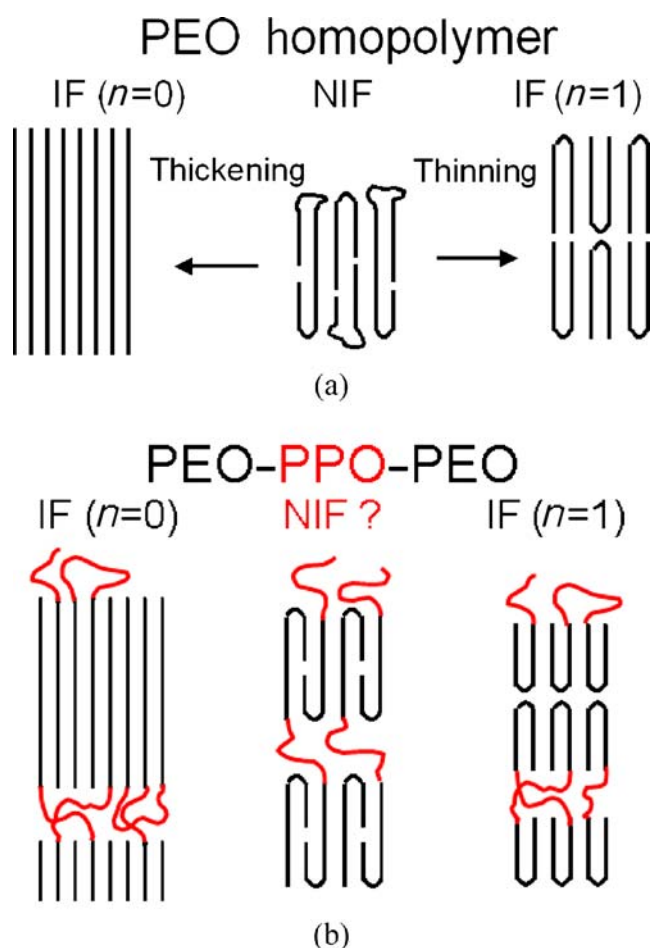 PEO homopolymer
IF (n=0) NIF IF (n=1)
Thickening Thinning
(a)
PEO-PPO-PEO
IF (n=0) NIF ? IF (n=1)
(b)